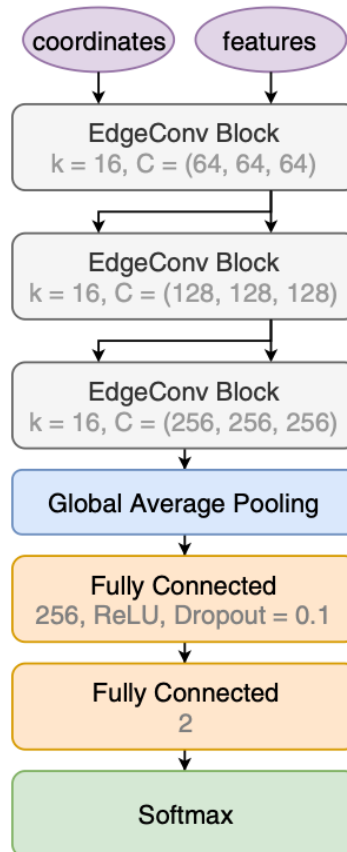 coordinates features
EdgeConv Block
k = 16, C = (64, 64, 64)
EdgeConv Block
k = 16, C = (128, 128, 128)
EdgeConv Block
k = 16, C = (256, 256, 256)
Global Average Pooling
Fully Connected
256, ReLU, Dropout = 0.1
Fully Connected
2
Softmax